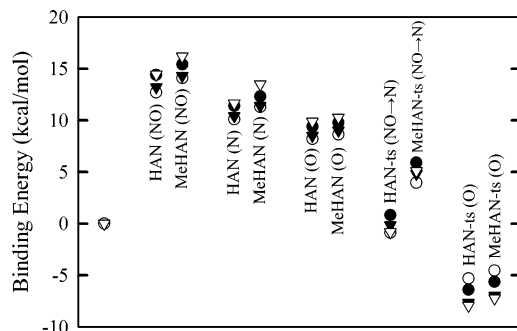 Binding Energy (kcal/mol)
20
15
10
5
0
-5
-10
HAN (NO)
MeHAN (NO)
HAN (N)
MeHAN (N)
HAN (O)
MeHAN (O)
HAN-ts (NO→N)
MeHAN-ts (NO→N)
HAN-ts (O)
MeHAN-ts (O)